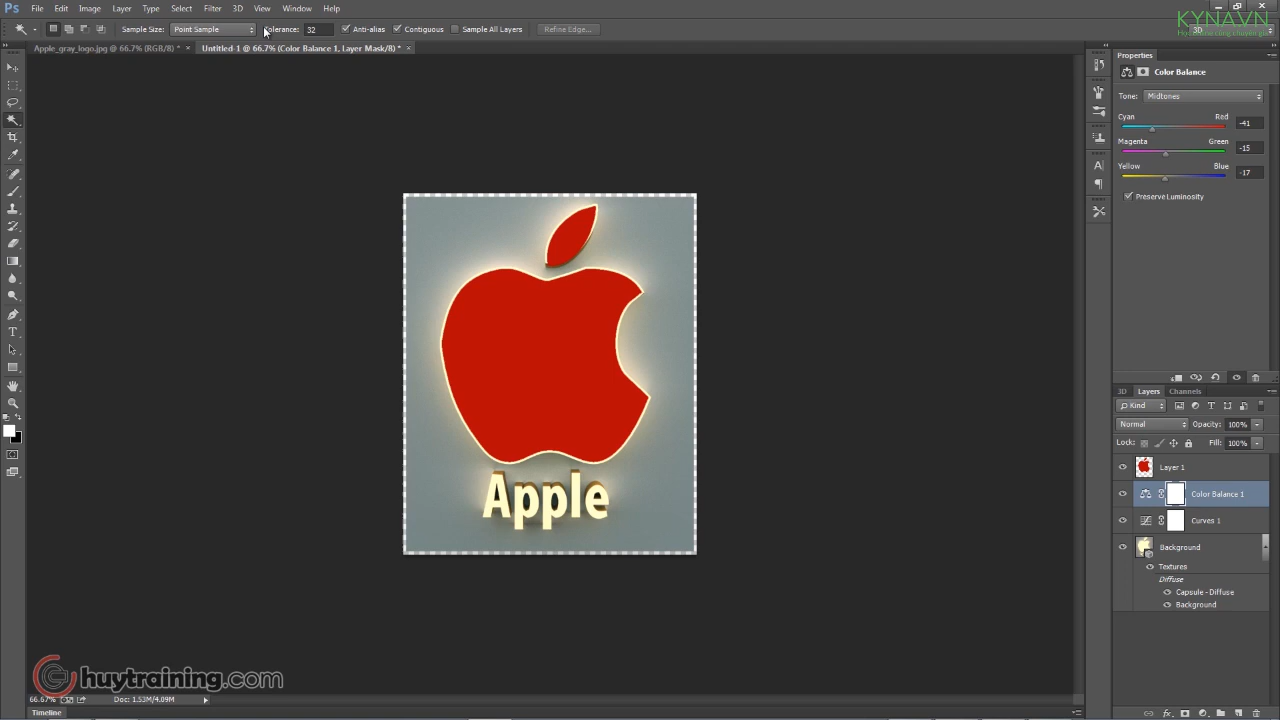 Ps File Edit Image Layer Type Select Filter 3D View Window Help
KYNAVN
Sample Size: Point Sample Tolerance: 32 Anti-alias Contiguous Sample All Layers Refine Edge... 3D
Apple_gray_logo.jpg @ 66.7% (RGB/8) * × Untitled-1 @ 66.7% (Color Balance 1, Layer Mask/8) * ×
Properties
Color Balance
Tone: Midtones
Cyan Red -41
Magenta Green -15
Yellow Blue -17
Preserve Luminosity
3D Layers Channels
Kind
Normal Opacity: 100%
Lock: Fill: 100%
Layer 1
Color Balance 1
Curves 1
Background
Textures
Diffuse
Capsule - Diffuse
Background
Apple
huytraining.com
66.67% Doc: 1.53M/4.09M
Timeline